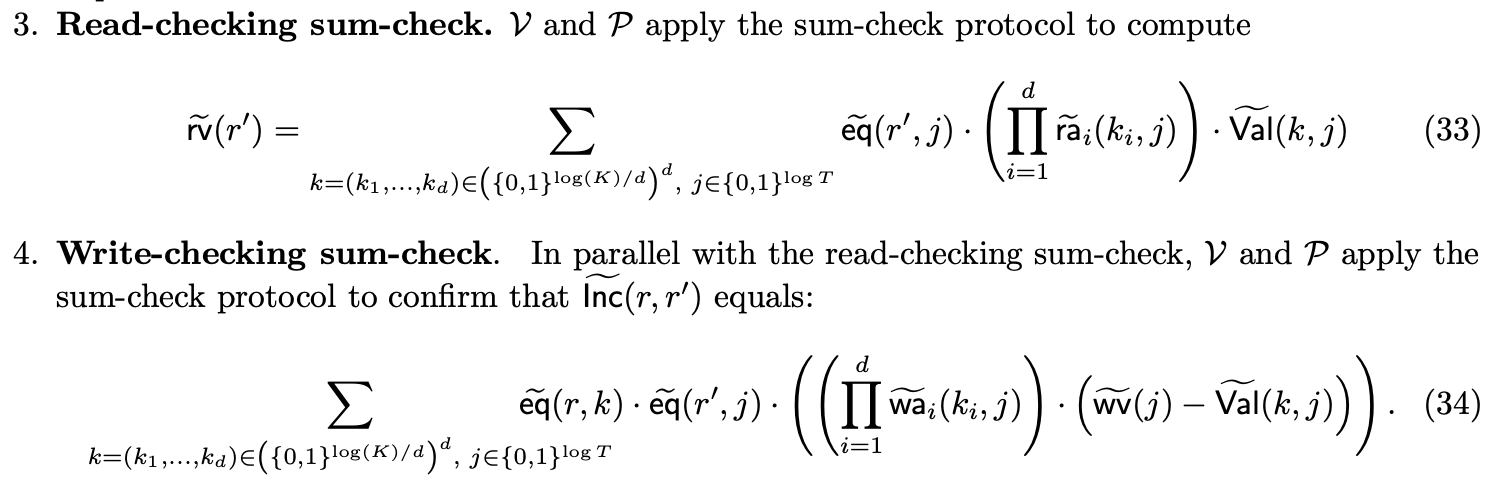 3. Read-checking sum-check. $\mathcal{V}$ and $\mathcal{P}$ apply the sum-check protocol to compute
$\widetilde{\mathsf{rv}}(r') = \sum_{k=(k_1,\ldots,k_d)\in\left(\{0,1\}^{\log(K)/d}\right)^d,\, j\in\{0,1\}^{\log T}} \widetilde{\mathsf{eq}}(r', j) \cdot \left(\prod_{i=1}^{d} \widetilde{\mathsf{ra}}_i(k_i, j)\right) \cdot \widetilde{\mathsf{Val}}(k, j)$ (33)
4. Write-checking sum-check. In parallel with the read-checking sum-check, $\mathcal{V}$ and $\mathcal{P}$ apply the
sum-check protocol to confirm that $\widetilde{\mathsf{Inc}}(r, r')$ equals:
$\sum_{k=(k_1,\ldots,k_d)\in\left(\{0,1\}^{\log(K)/d}\right)^d,\, j\in\{0,1\}^{\log T}} \widetilde{\mathsf{eq}}(r, k) \cdot \widetilde{\mathsf{eq}}(r', j) \cdot \left(\left(\prod_{i=1}^{d} \widetilde{\mathsf{wa}}_i(k_i, j)\right) \cdot \left(\widetilde{\mathsf{wv}}(j) - \widetilde{\mathsf{Val}}(k, j)\right)\right).$ (34)